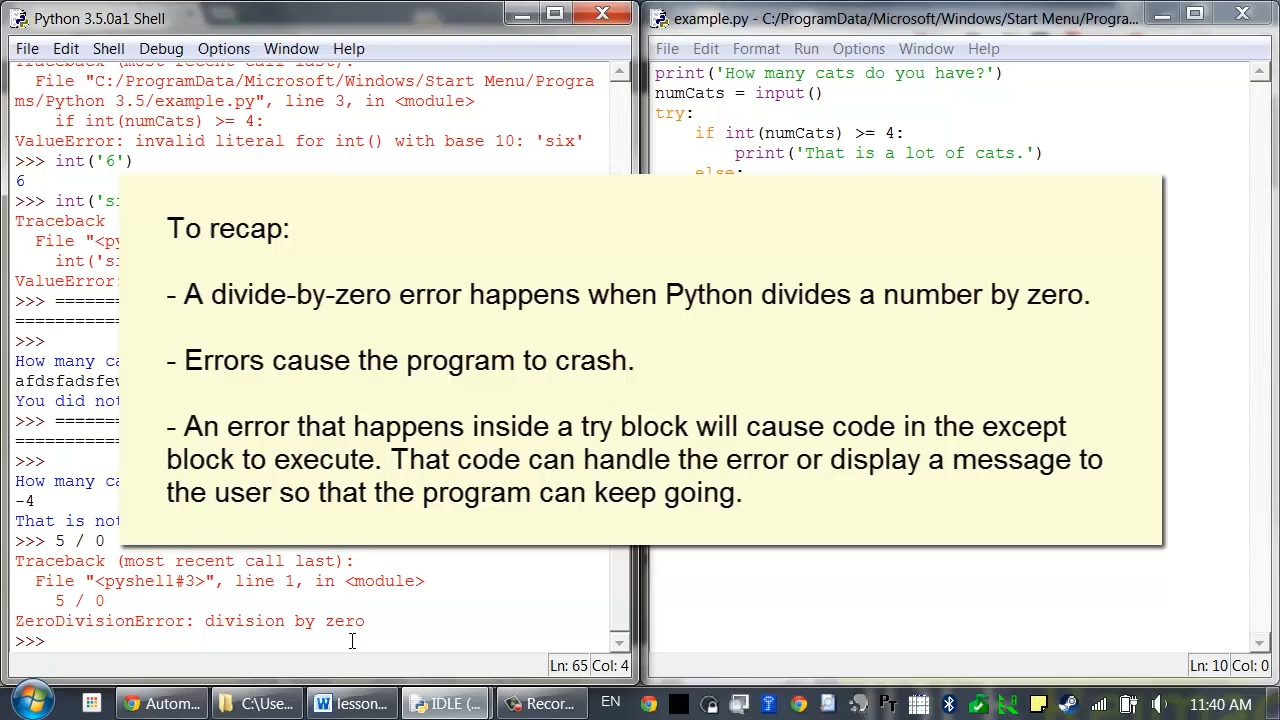 Python 3.5.0a1 Shell
File Edit Shell Debug Options Window Help
Traceback (most recent call last):
File "C:/ProgramData/Microsoft/Windows/Start Menu/Progra
ms/Python 3.5/example.py", line 3, in <module>
if int(numCats) >= 4:
ValueError: invalid literal for int() with base 10: 'six'
>>> int('6')
6
>>> int('si
Traceback
File "<py
int('si
ValueError:
>>> =======
=============
>>>
How many ca
afdsfadsfew
You did not
>>> =======
=============
>>>
How many ca
-4
That is not
>>> 5 / 0
Traceback (most recent call last):
File "<pyshell#3>", line 1, in <module>
5 / 0
ZeroDivisionError: division by zero
>>>
Ln: 65 Col: 4
example.py - C:/ProgramData/Microsoft/Windows/Start Menu/Progra...
File Edit Format Run Options Window Help
print('How many cats do you have?')
numCats = input()
try:
if int(numCats) >= 4:
print('That is a lot of cats.')
else:
Ln: 10 Col: 0
To recap:
- A divide-by-zero error happens when Python divides a number by zero.
- Errors cause the program to crash.
- An error that happens inside a try block will cause code in the except
block to execute. That code can handle the error or display a message to
the user so that the program can keep going.
Autom... C:\Use... lesson... IDLE (... Recor... EN 11:40 AM